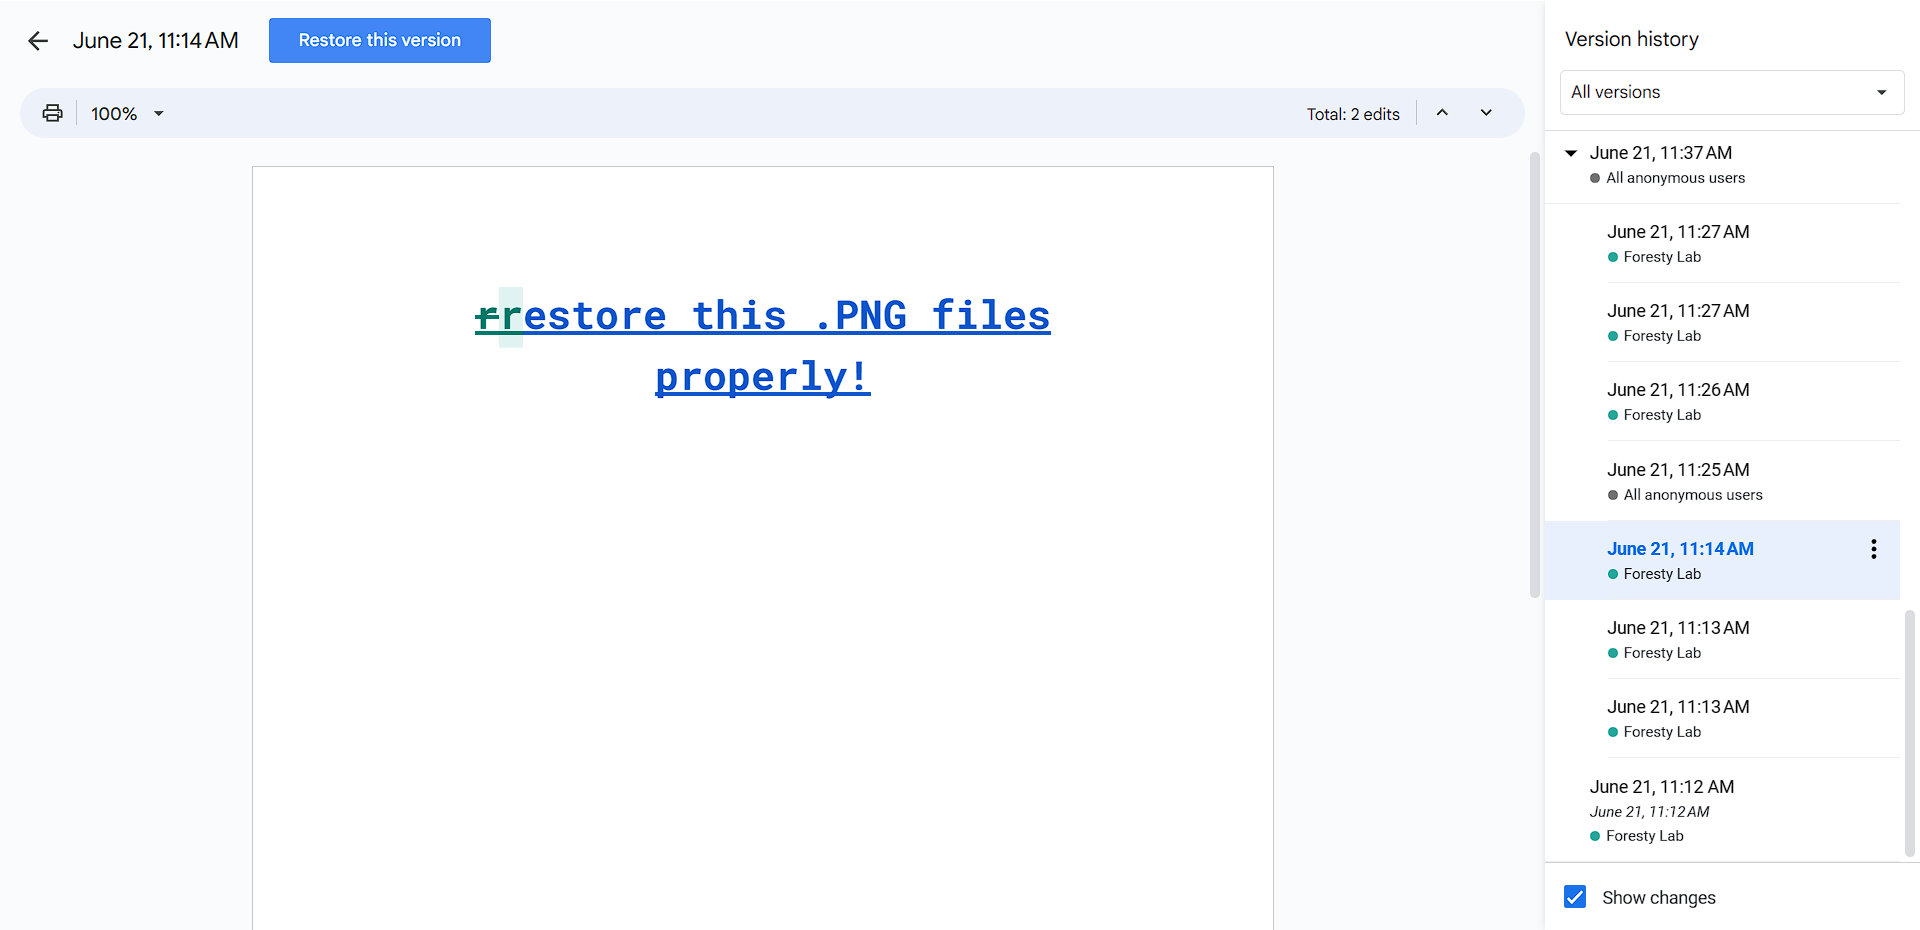 June 21, 11:14 AM
Restore this version
100%
Total: 2 edits
rrestore this .PNG files
properly!
Version history
All versions
June 21, 11:37 AM
All anonymous users
June 21, 11:27 AM
Foresty Lab
June 21, 11:27 AM
Foresty Lab
June 21, 11:26 AM
Foresty Lab
June 21, 11:25 AM
All anonymous users
June 21, 11:14 AM
Foresty Lab
June 21, 11:13 AM
Foresty Lab
June 21, 11:13 AM
Foresty Lab
June 21, 11:12 AM
June 21, 11:12 AM
Foresty Lab
Show changes